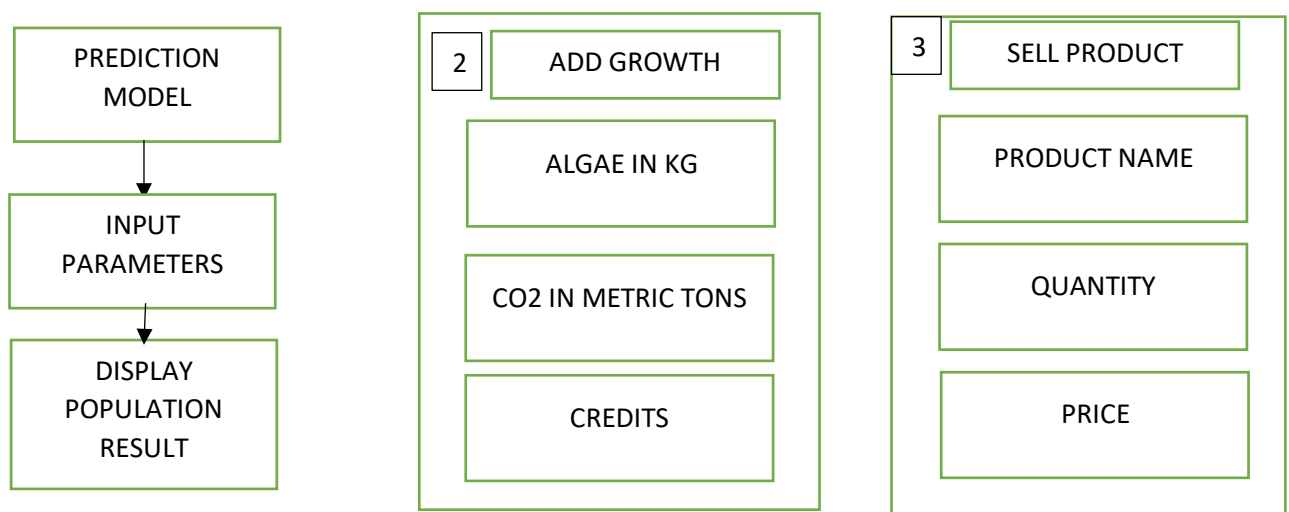 PREDICTION
MODEL
INPUT
PARAMETERS
DISPLAY
POPULATION
RESULT
2
ADD GROWTH
ALGAE IN KG
CO2 IN METRIC TONS
CREDITS
3
SELL PRODUCT
PRODUCT NAME
QUANTITY
PRICE